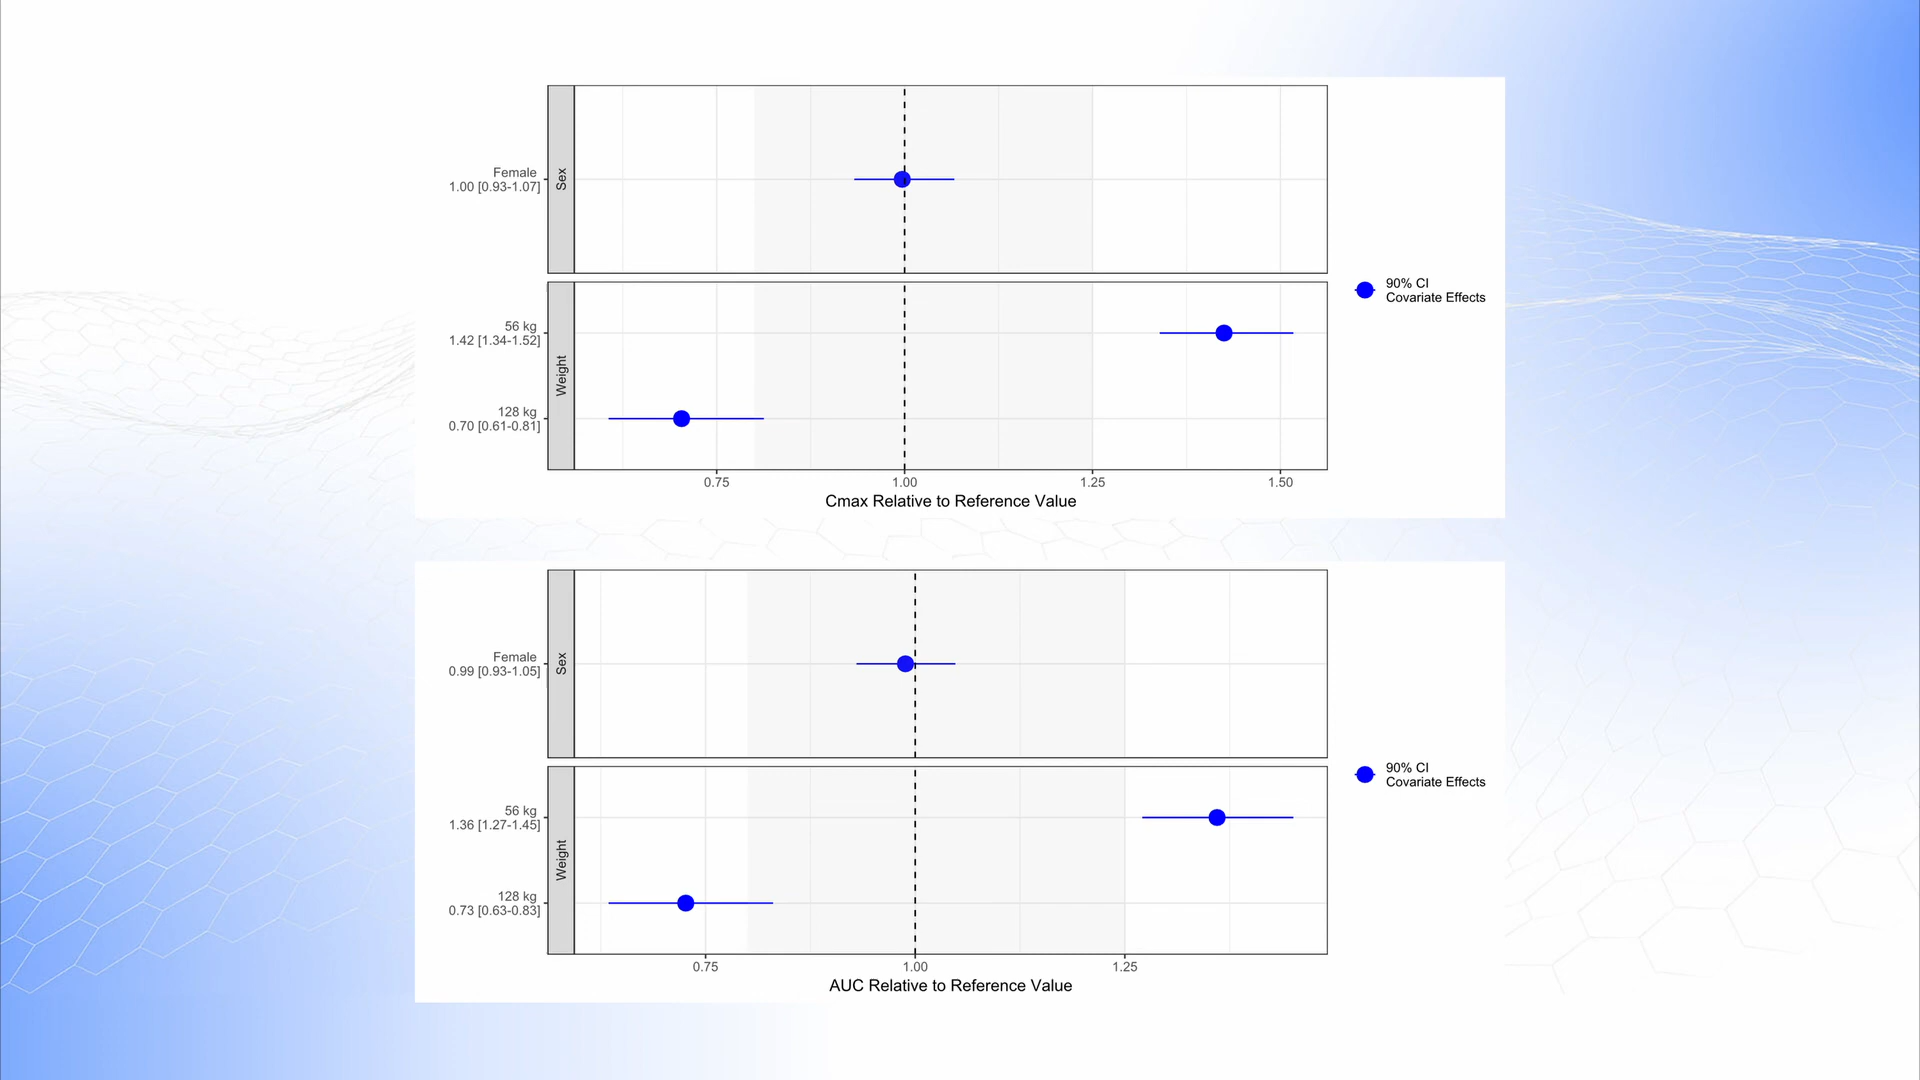 Female
1.00 [0.93-1.07]
Sex
56 kg
1.42 [1.34-1.52]
128 kg
0.70 [0.61-0.81]
Weight
0.75 1.00 1.25 1.50
Cmax Relative to Reference Value
90% CI
Covariate Effects
Female
0.99 [0.93-1.05]
Sex
56 kg
1.36 [1.27-1.45]
128 kg
0.73 [0.63-0.83]
Weight
0.75 1.00 1.25
AUC Relative to Reference Value
90% CI
Covariate Effects